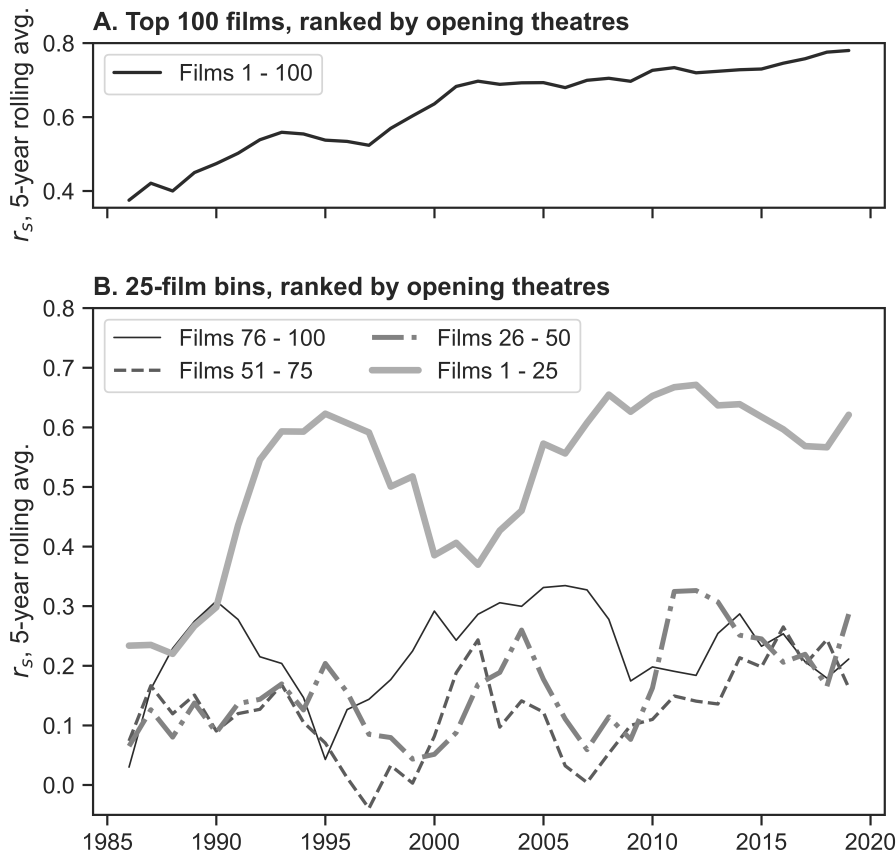 A. Top 100 films, ranked by opening theatres
0.8
0.6
0.4
rₛ, 5-year rolling avg.
Films 1 - 100
B. 25-film bins, ranked by opening theatres
0.8
0.7
0.6
0.5
0.4
0.3
0.2
0.1
0.0
rₛ, 5-year rolling avg.
Films 76 - 100
Films 51 - 75
Films 26 - 50
Films 1 - 25
1985 1990 1995 2000 2005 2010 2015 2020